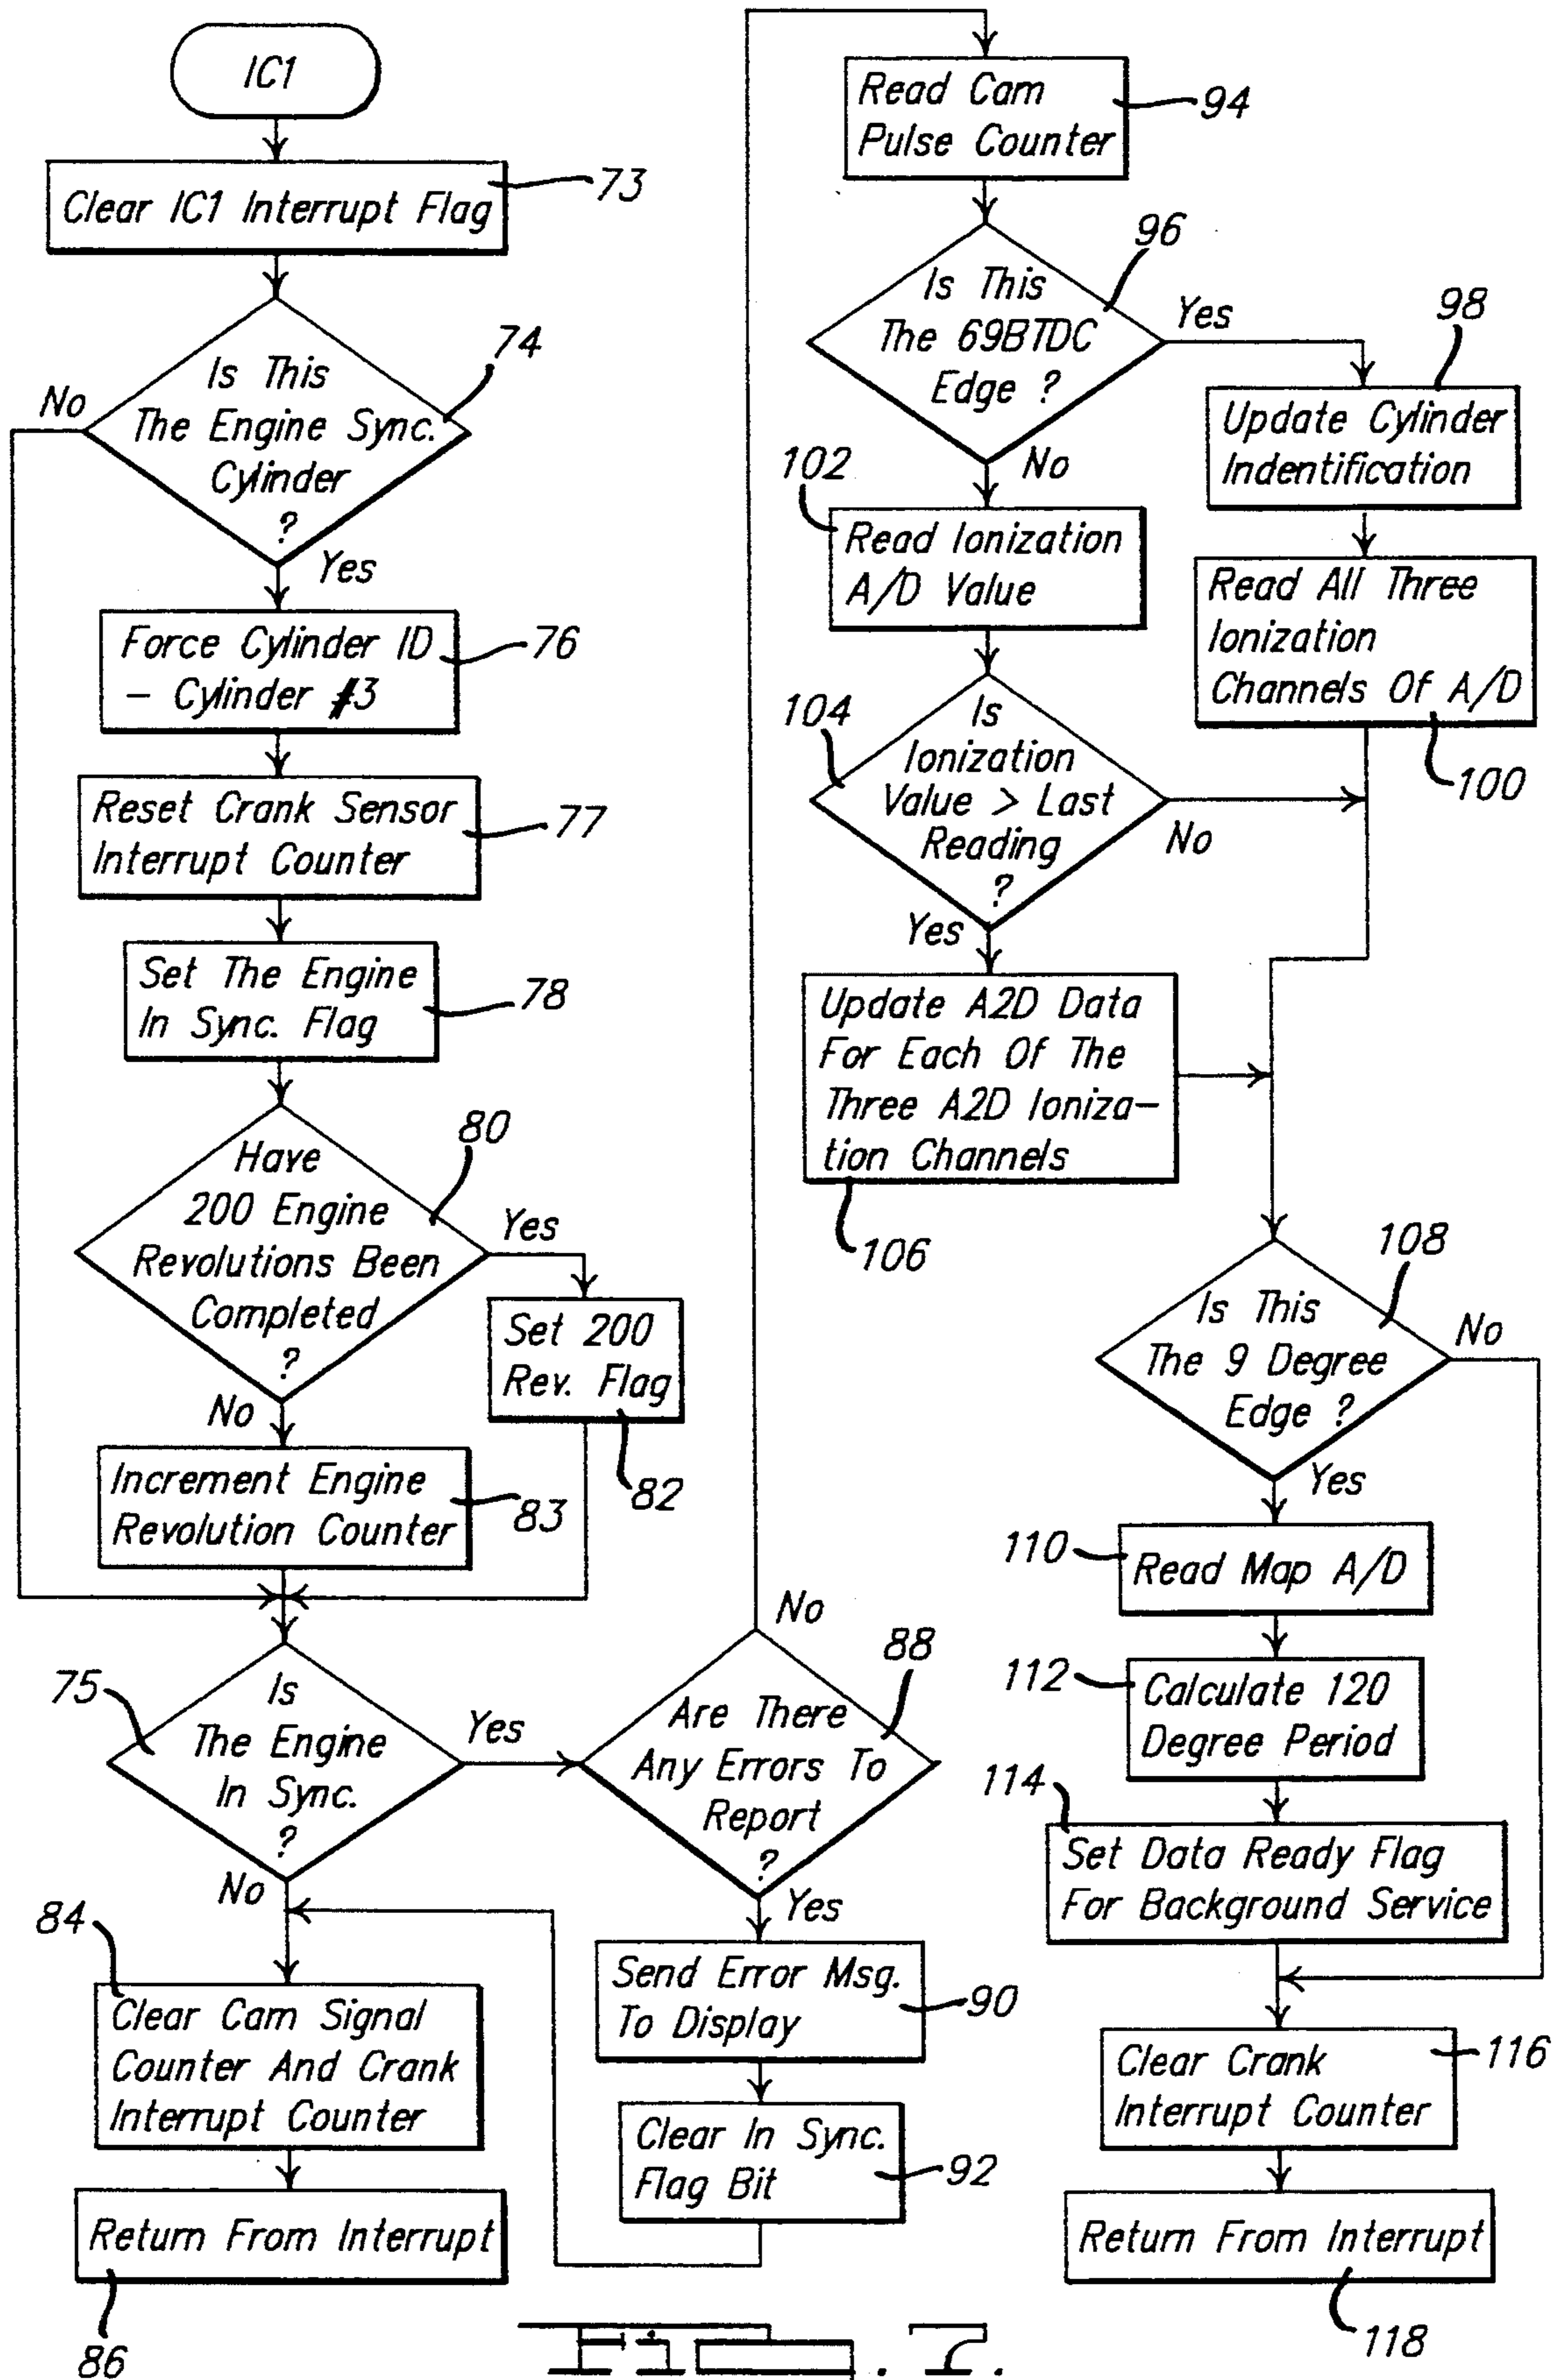 IC1
Clear IC1 Interrupt Flag
73
Is This
The Engine Sync.
Cylinder
?
74
No
Yes
Force Cylinder ID
- Cylinder #3
76
Reset Crank Sensor
Interrupt Counter
77
Set The Engine
In Sync. Flag
78
Have
200 Engine
Revolutions Been
Completed
?
80
Yes
No
Set 200
Rev. Flag
82
Increment Engine
Revolution Counter
83
75
Is
The Engine
In Sync.
?
Yes
No
84
Clear Cam Signal
Counter And Crank
Interrupt Counter
Return From Interrupt
86
No
88
Are There
Any Errors To
Report
?
Yes
Send Error Msg.
To Display
90
Clear In Sync.
Flag Bit
92
Read Cam
Pulse Counter
94
96
Is This
The 69BTDC
Edge ?
Yes
No
98
Update Cylinder
Indentification
Read All Three
Ionization
Channels Of A/D
100
102
Read Ionization
A/D Value
104
Is
Ionization
Value > Last
Reading
?
No
Yes
Update A2D Data
For Each Of The
Three A2D Ioniza-
tion Channels
106
108
Is This
The 9 Degree
Edge ?
No
Yes
110
Read Map A/D
112
Calculate 120
Degree Period
114
Set Data Ready Flag
For Background Service
Clear Crank
Interrupt Counter
116
Return From Interrupt
118